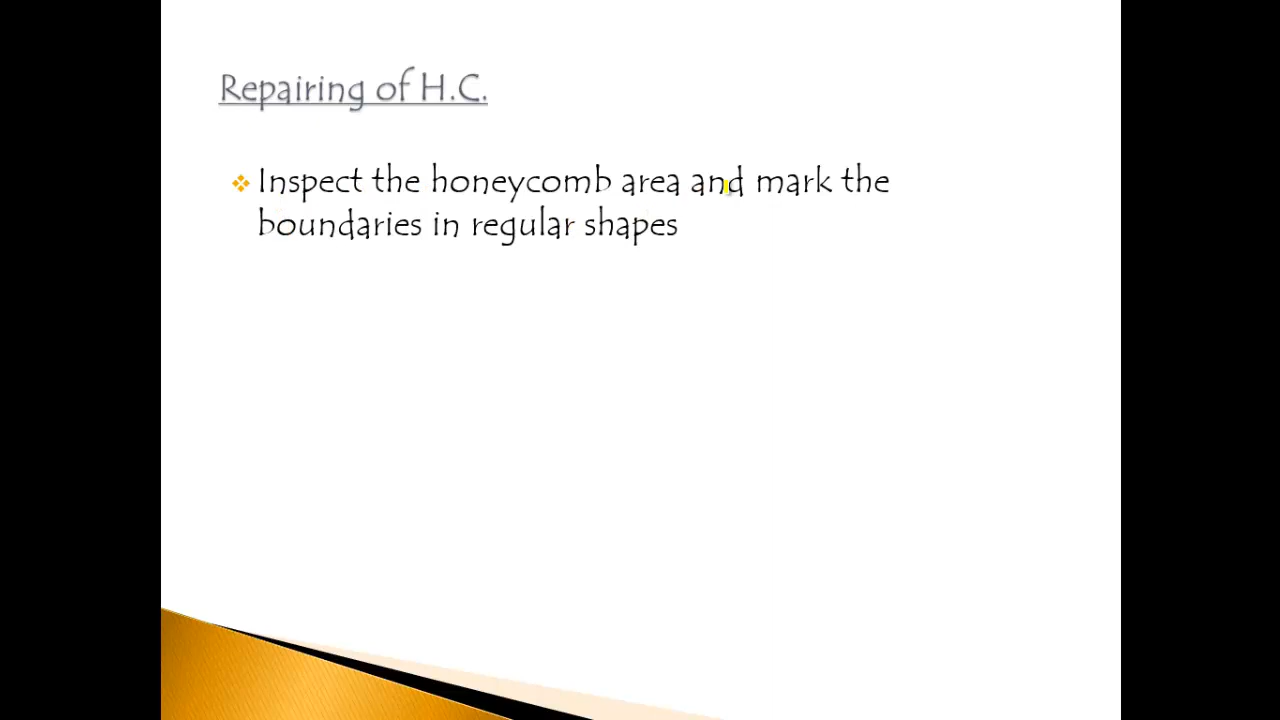 Repairing of H.C.
Inspect the honeycomb area and mark the
boundaries in regular shapes